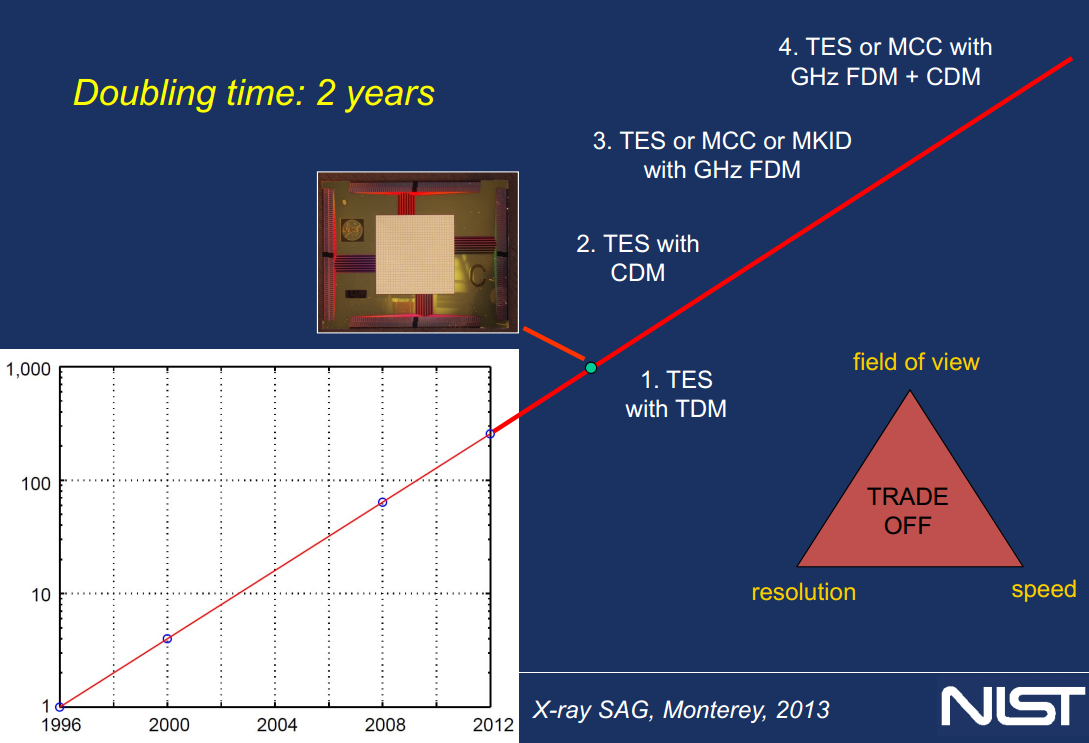 4. TES or MCC with
GHz FDM + CDM
Doubling time: 2 years
3. TES or MCC or MKID
with GHz FDM
2. TES with
CDM
1. TES
with TDM
field of view
TRADE
OFF
resolution
speed
1,000
100
10
1
1996
2000
2004
2008
2012
X-ray SAG, Monterey, 2013
NIST